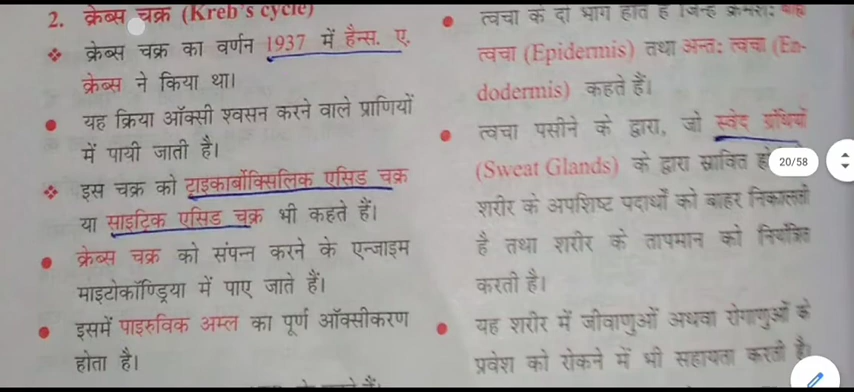 2. क्रेब्स चक्र (Kreb's cycle)
❖ क्रेब्स चक्र का वर्णन 1937 में हैन्स. ए.
क्रेब्स ने किया था।
● यह क्रिया ऑक्सी श्वसन करने वाले प्राणियों
में पायी जाती है।
❖ इस चक्र को ट्राइकार्बोक्सिलिक एसिड चक्र
या साइट्रिक एसिड चक्र भी कहते हैं।
● क्रेब्स चक्र को संपन्न करने के एन्जाइम
माइटोकॉण्ड्रिया में पाए जाते हैं।
● इसमें पाइरुविक अम्ल का पूर्ण ऑक्सीकरण
होता है।
● त्वचा के दो भाग होते हैं जिन्हें क्रमशः बाह्य
त्वचा (Epidermis) तथा अन्तः त्वचा (En-
dodermis) कहते हैं।
● त्वचा पसीने के द्वारा, जो स्वेद ग्रंथियों
(Sweat Glands) के द्वारा स्रावित
शरीर के अपशिष्ट पदार्थों को बाहर निकालती
है तथा शरीर के तापमान को नियंत्रित
करती है।
● यह शरीर में जीवाणुओं अथवा रोगाणुओं के
प्रवेश को रोकने में भी सहायता करती है।
20/58